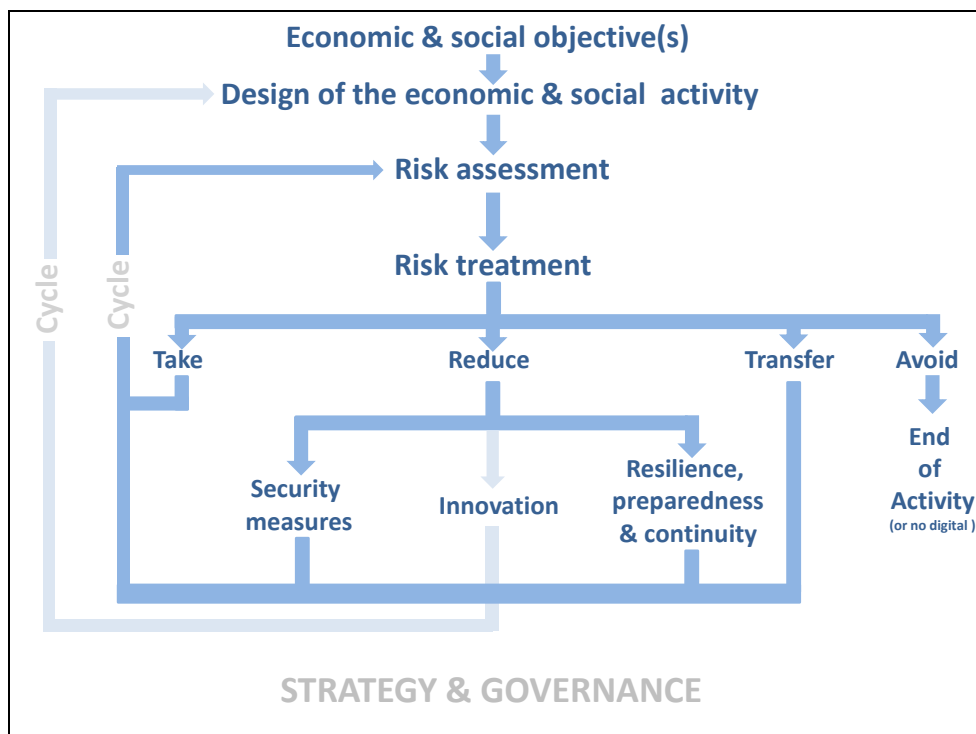 Economic & social objective(s)
Design of the economic & social activity
Risk assessment
Risk treatment
Cycle
Cycle
Take
Reduce
Transfer
Avoid
Security
measures
Innovation
Resilience,
preparedness
& continuity
End
of
Activity
(or no digital )
STRATEGY & GOVERNANCE